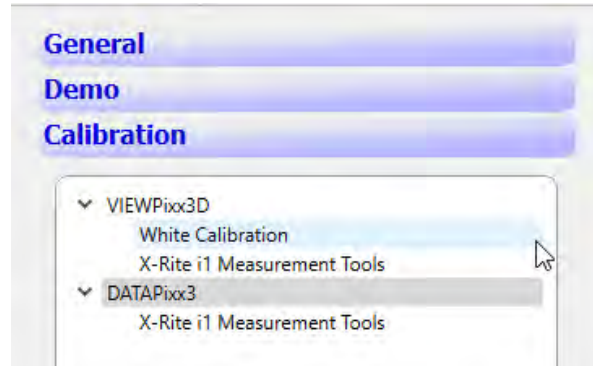 General
Demo
Calibration
VIEWPixx3D
White Calibration
X-Rite i1 Measurement Tools
DATAPixx3
X-Rite i1 Measurement Tools